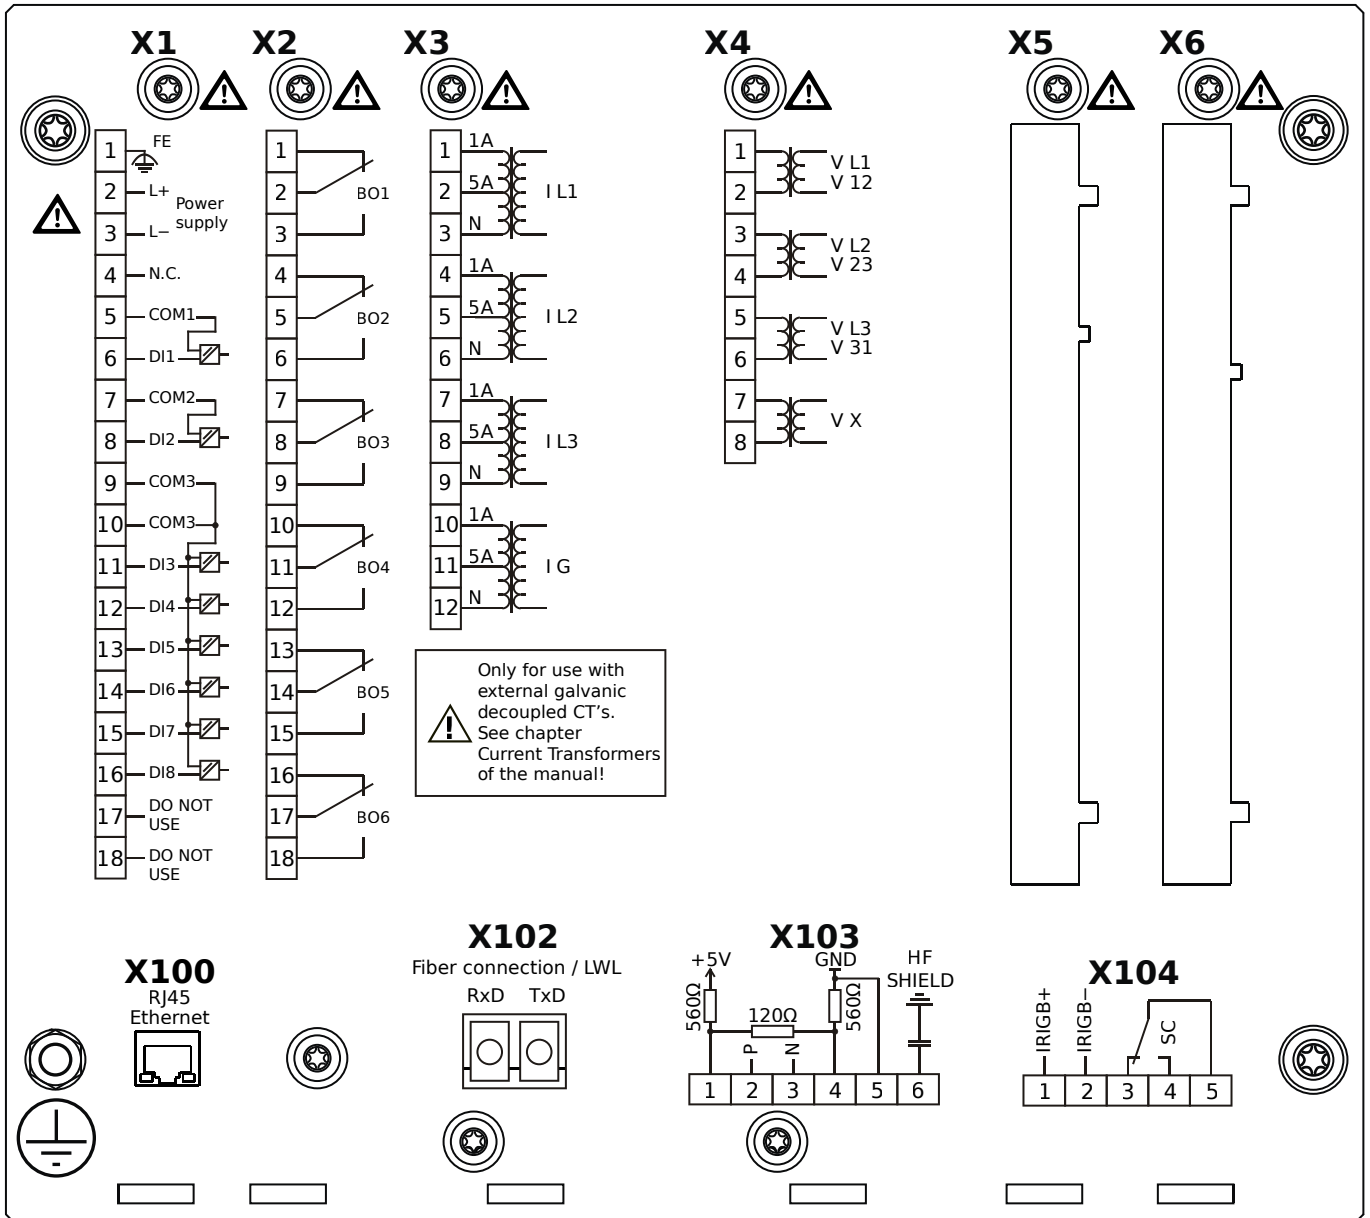 X1 X2 X3 X4 X5 X6
1 FE
2 L+
Power
supply
3 L−
4 N.C.
5 COM1
6 DI1
7 COM2
8 DI2
9 COM3
10 COM3
11 DI3
12 DI4
13 DI5
14 DI6
15 DI7
16 DI8
17 DO NOT
USE
18 DO NOT
USE
1
2 BO1
3
4
5 BO2
6
7
8 BO3
9
10
11 BO4
12
13
14 BO5
15
16
17 BO6
18
1 1A
2 5A I L1
3 N
4 1A
5 5A I L2
6 N
7 1A
8 5A I L3
9 N
10 1A
11 5A I G
12 N
Only for use with
external galvanic
decoupled CT's.
See chapter
Current Transformers
of the manual!
1 V L1
2 V 12
3 V L2
4 V 23
5 V L3
6 V 31
7 V X
8
X100
RJ45
Ethernet
X102
Fiber connection / LWL
RxD TxD
X103
+5V GND HF
SHIELD
560Ω 120Ω 560Ω
P N
1 2 3 4 5 6
X104
IRIGB+ IRIGB− SC
1 2 3 4 5